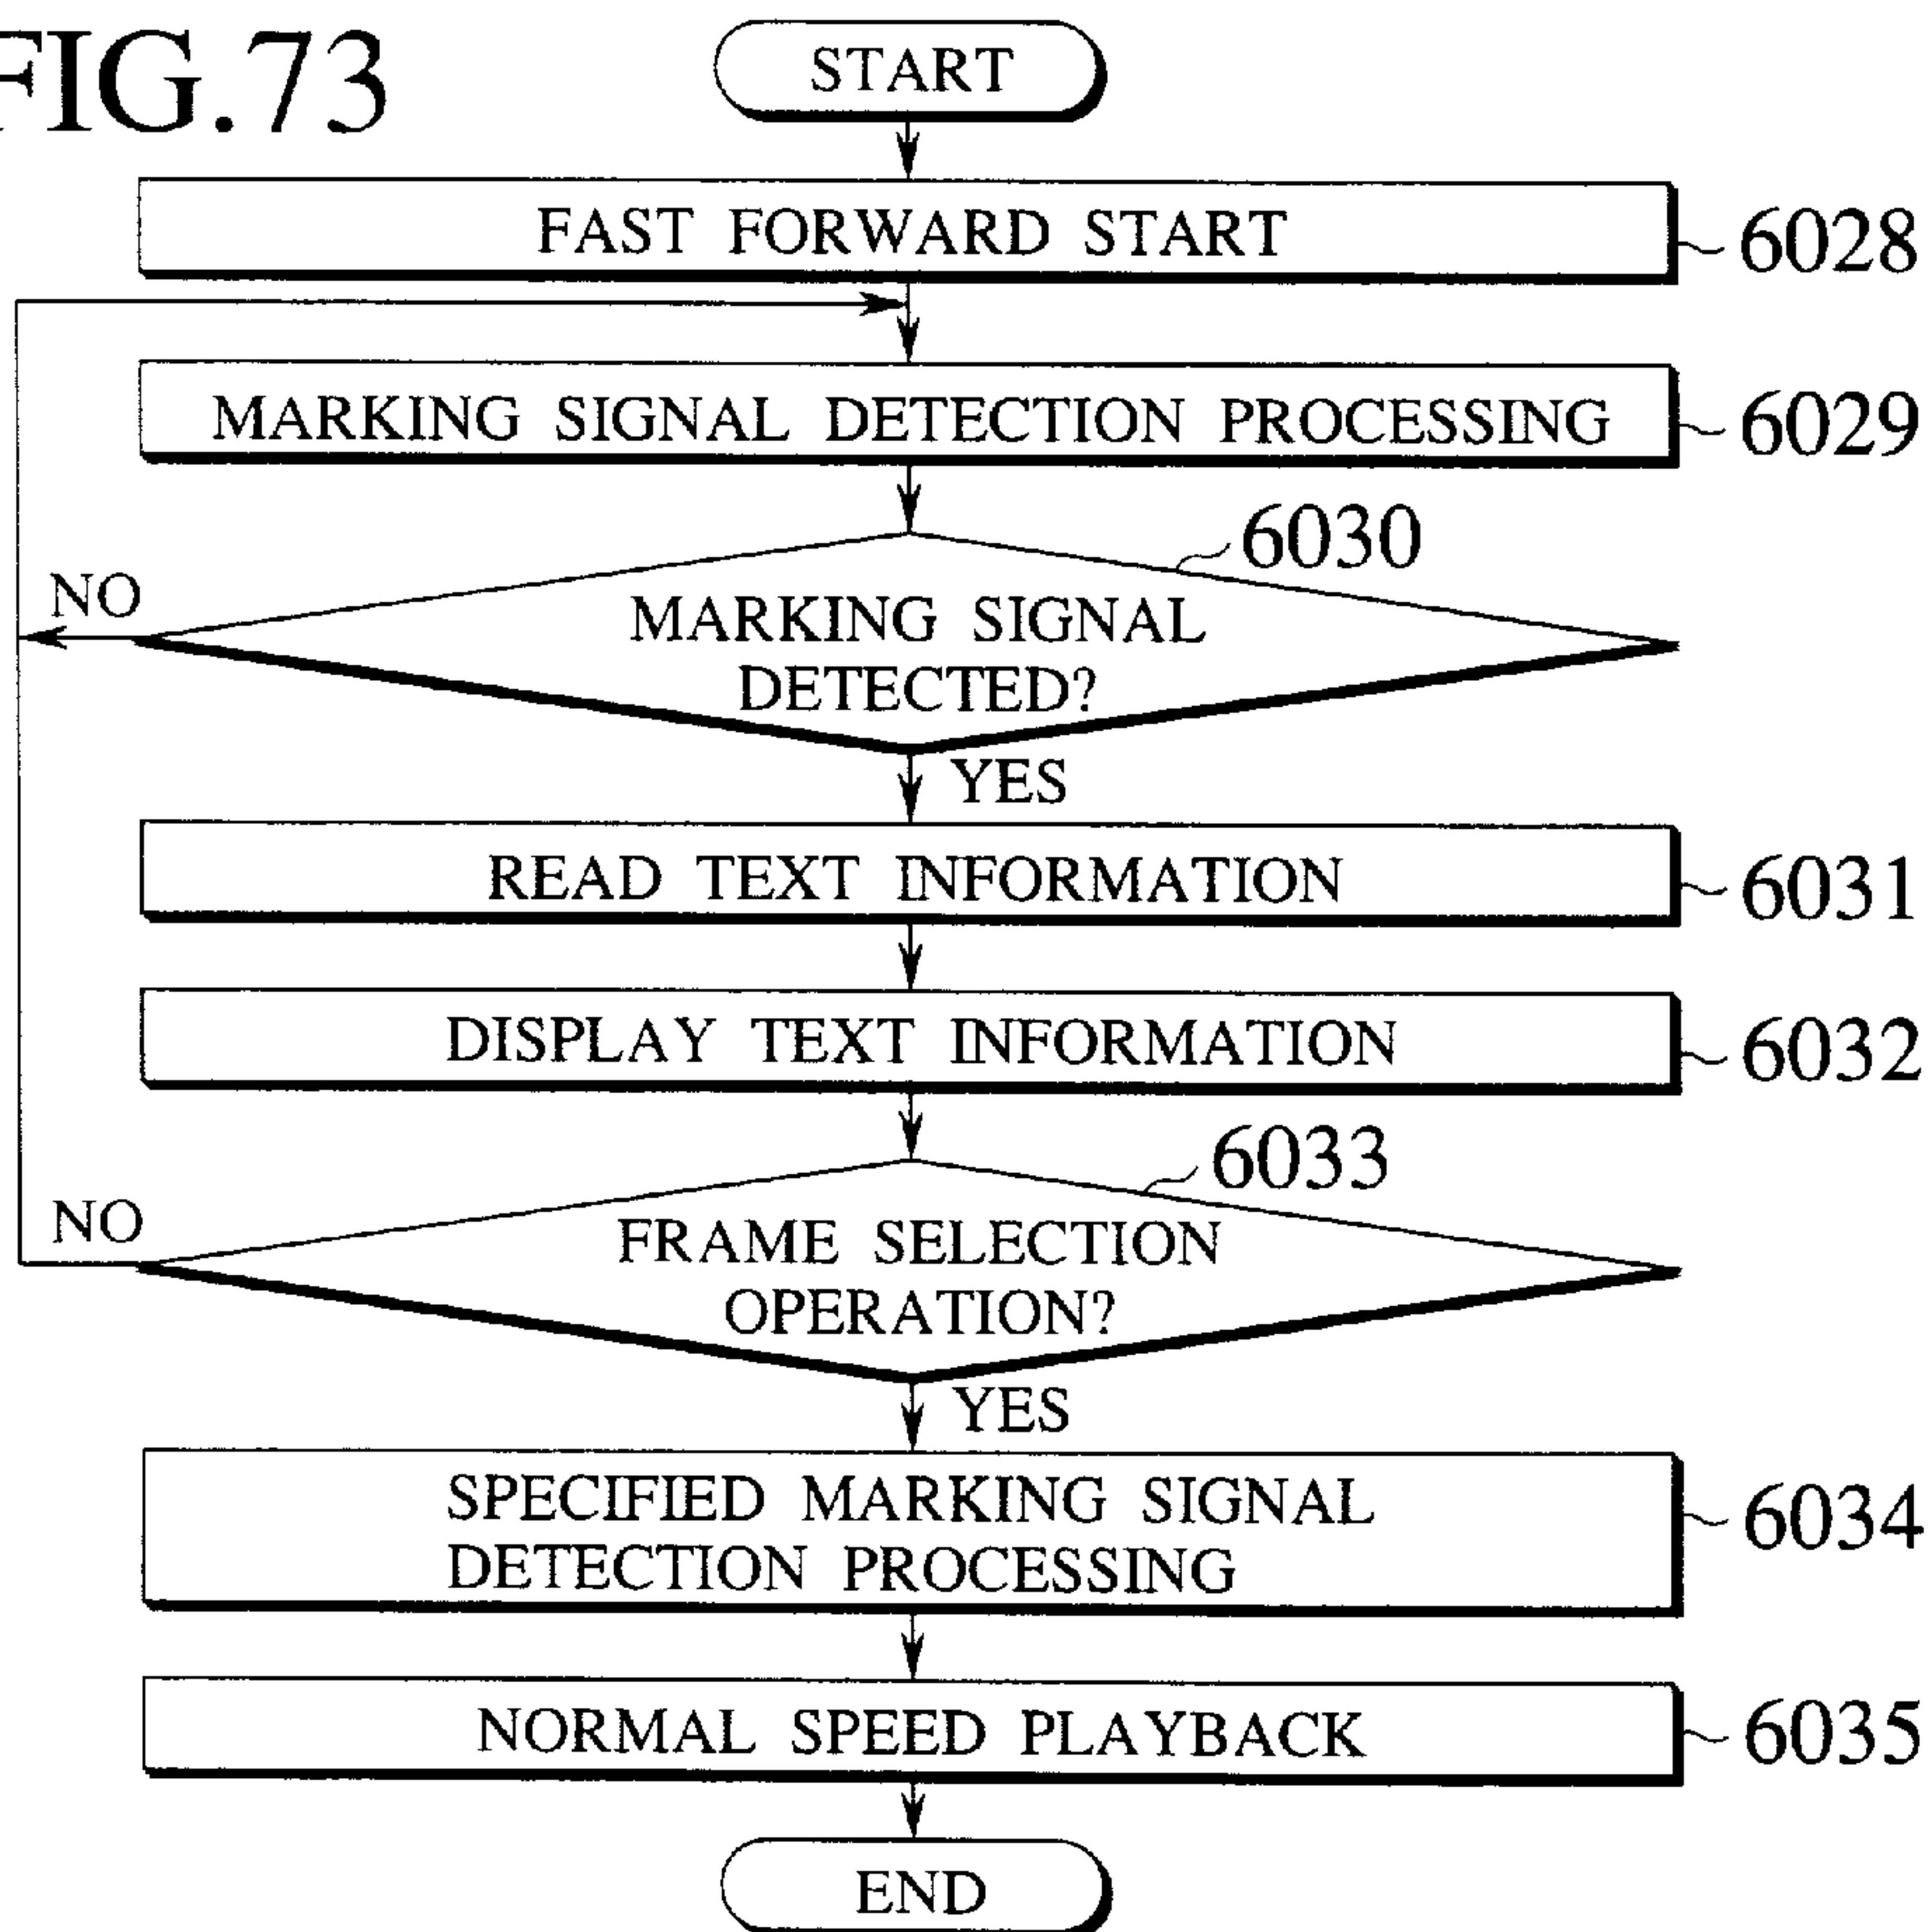 FIG.73
START
FAST FORWARD START
6028
MARKING SIGNAL DETECTION PROCESSING
6029
6030
NO
MARKING SIGNAL
DETECTED?
YES
READ TEXT INFORMATION
6031
DISPLAY TEXT INFORMATION
6032
6033
NO
FRAME SELECTION
OPERATION?
YES
SPECIFIED MARKING SIGNAL
DETECTION PROCESSING
6034
NORMAL SPEED PLAYBACK
6035
END